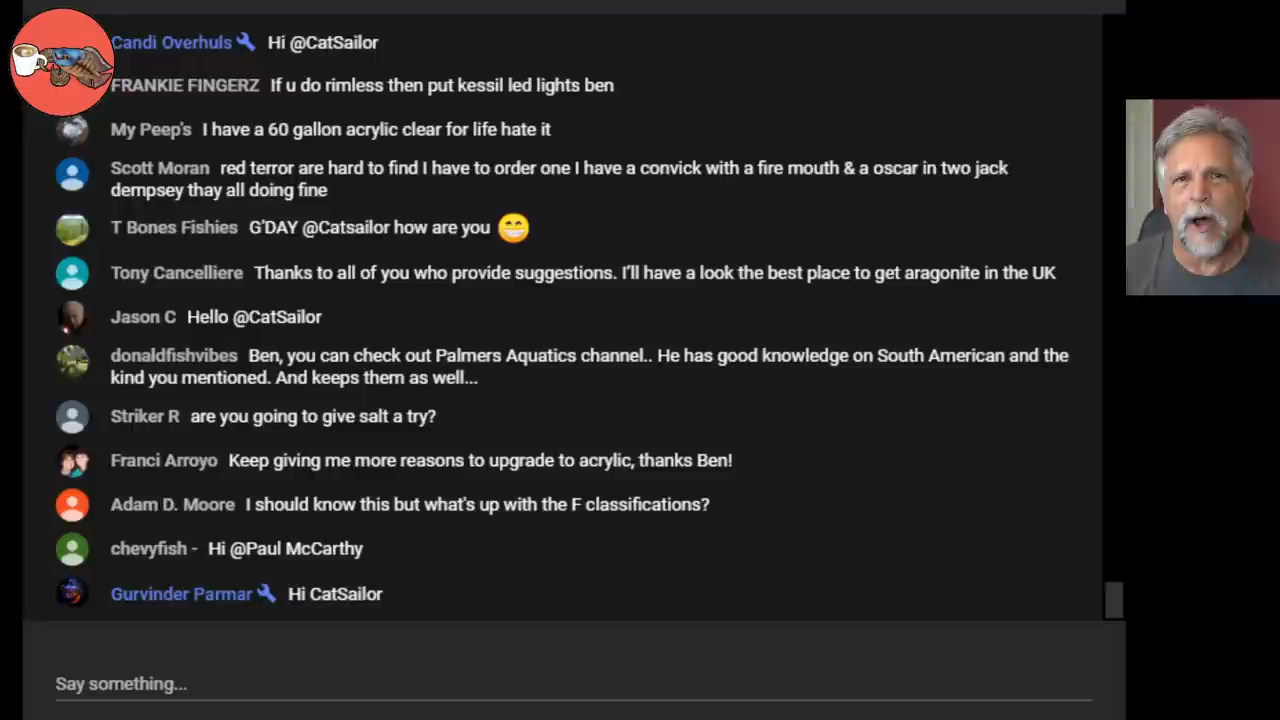 Candi Overhuls Hi @CatSailor
FRANKIE FINGERZ If u do rimless then put kessil led lights ben
My Peep's I have a 60 gallon acrylic clear for life hate it
Scott Moran red terror are hard to find I have to order one I have a convick with a fire mouth & a oscar in two jack
dempsey thay all doing fine
T Bones Fishies G'DAY @Catsailor how are you 😁
Tony Cancelliere Thanks to all of you who provide suggestions. I'll have a look the best place to get aragonite in the UK
Jason C Hello @CatSailor
donaldfishvibes Ben, you can check out Palmers Aquatics channel.. He has good knowledge on South American and the
kind you mentioned. And keeps them as well...
Striker R are you going to give salt a try?
Franci Arroyo Keep giving me more reasons to upgrade to acrylic, thanks Ben!
Adam D. Moore I should know this but what's up with the F classifications?
chevyfish - Hi @Paul McCarthy
Gurvinder Parmar Hi CatSailor
Say something...